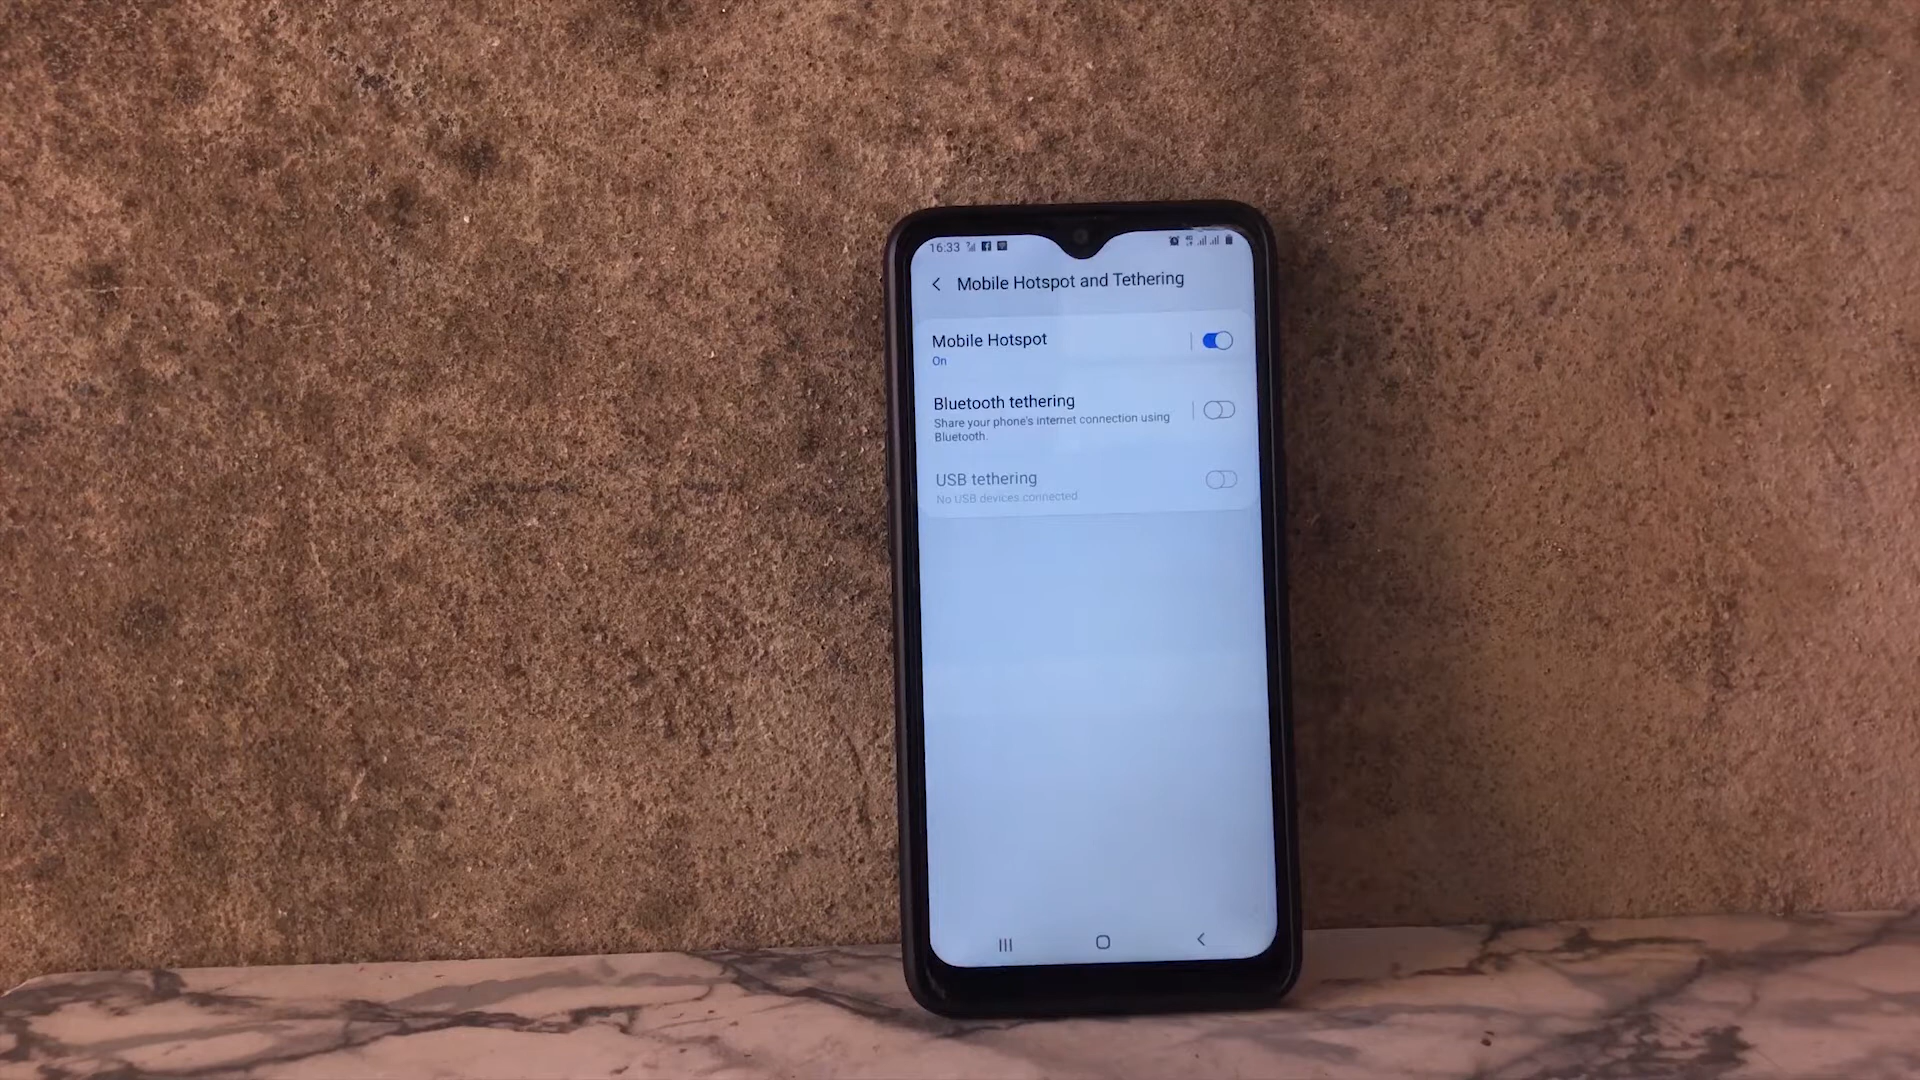 16:33
Mobile Hotspot and Tethering
Mobile Hotspot
On
Bluetooth tethering
Share your phone's internet connection using
Bluetooth.
USB tethering
No USB devices connected